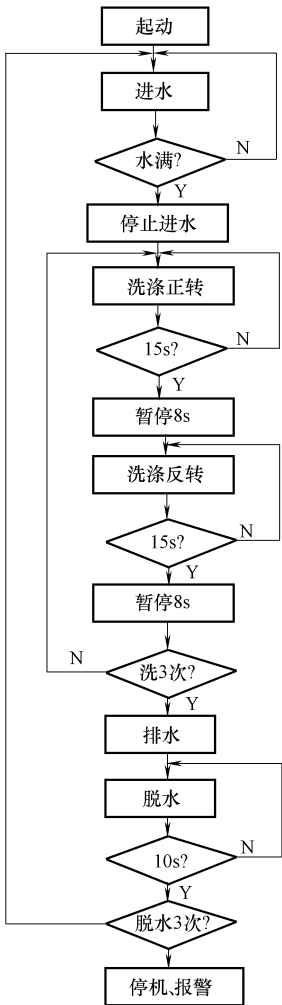 起动
进水
水满?
N
Y
停止进水
洗涤正转
15s?
N
Y
暂停8s
洗涤反转
15s?
N
Y
暂停8s
洗3次?
N
Y
排水
脱水
10s?
N
Y
脱水3次?
停机、报警